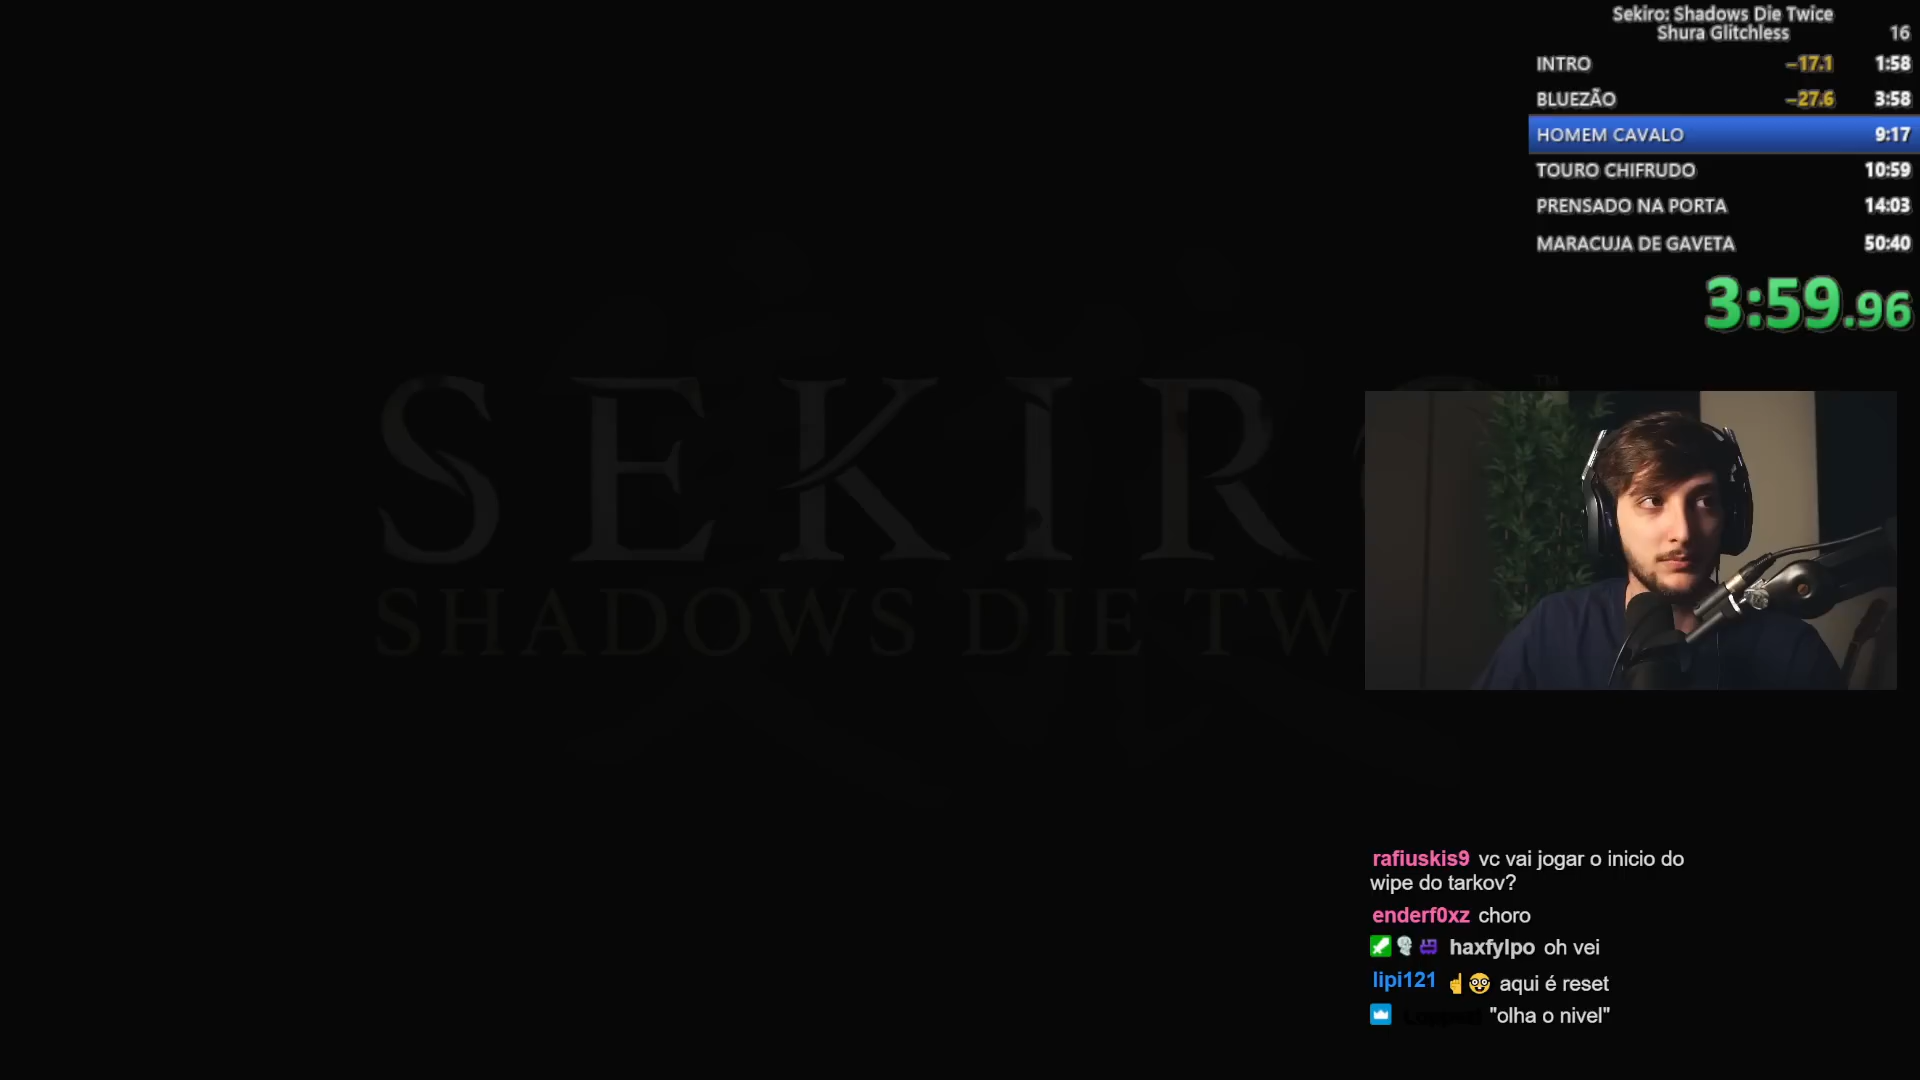 Sekiro: Shadows Die Twice
Shura Glitchless 16
INTRO -17.1 1:58
BLUEZÃO -27.6 3:58
HOMEM CAVALO 9:17
TOURO CHIFRUDO 10:59
PRENSADO NA PORTA 14:03
MARACUJA DE GAVETA 50:40
3:59.96
SEKIR
SHADOWS DIE TW
rafiuskis9 vc vai jogar o inicio do
wipe do tarkov?
enderf0xz choro
haxfylpo oh vei
lipi121 ☝🤓 aqui é reset
"olha o nivel"